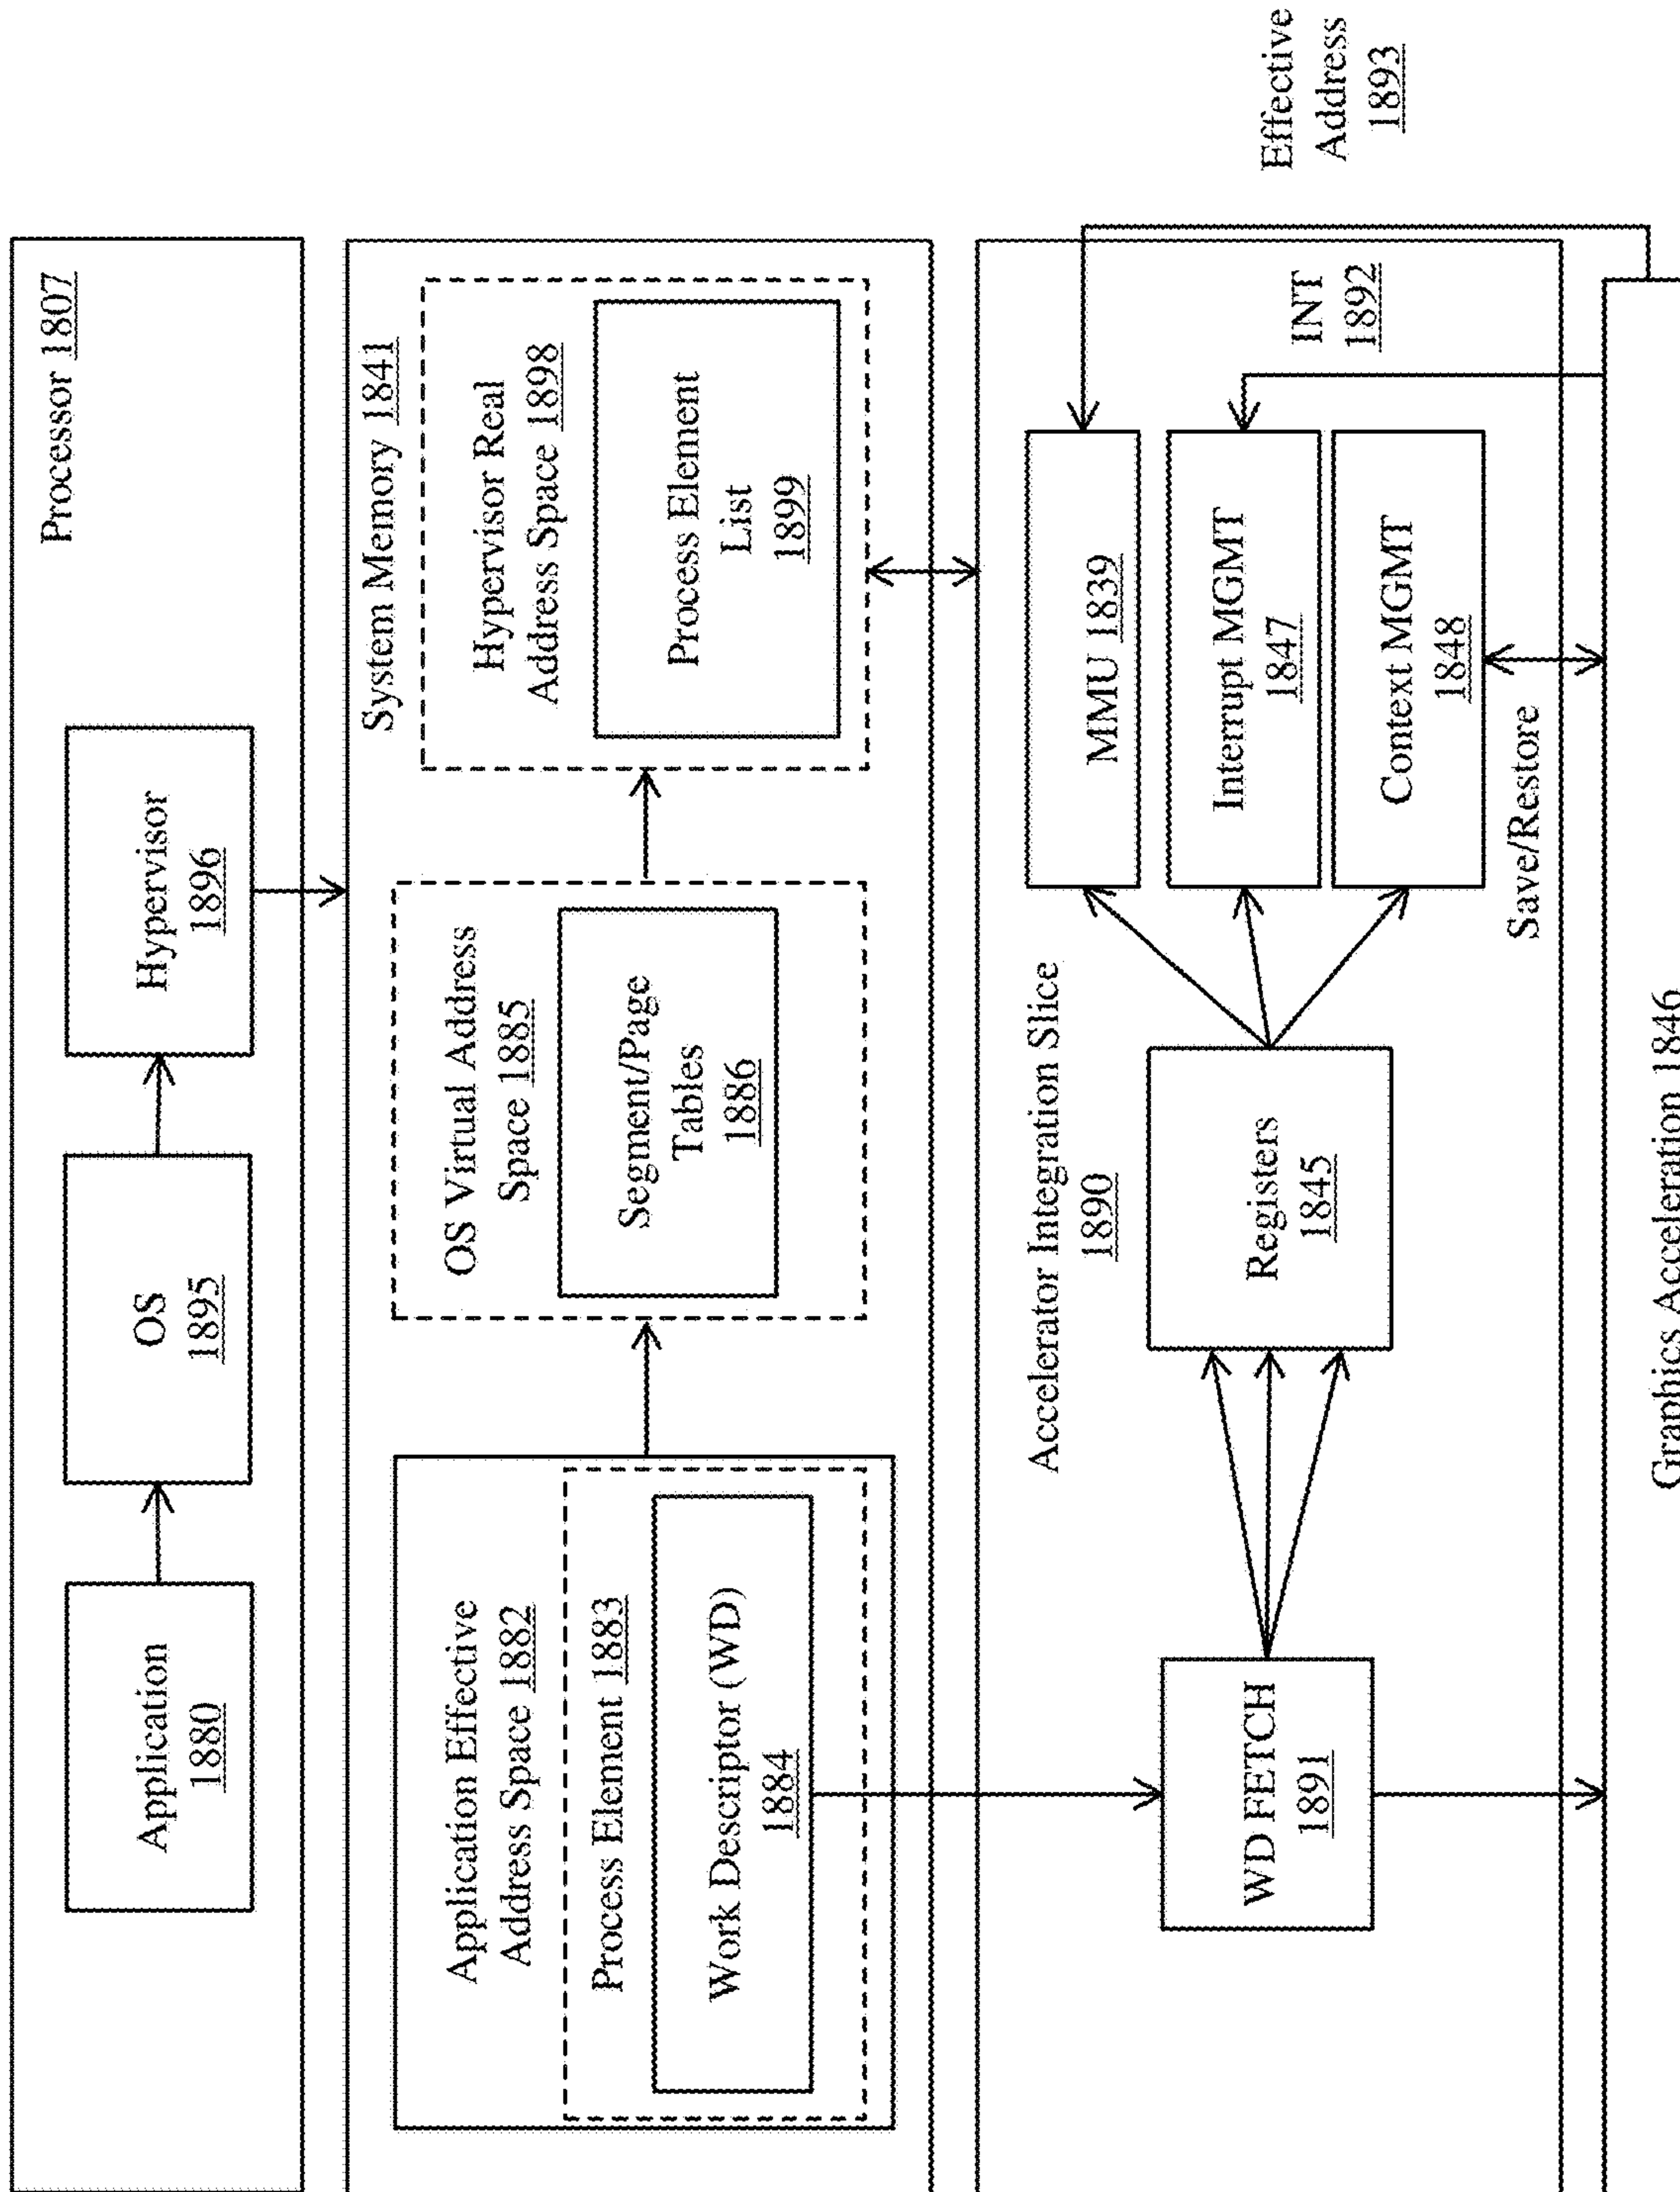 Processor 1807
Application
1880
OS
1895
Hypervisor
1896
System Memory 1841
Application Effective
Address Space 1882
Process Element 1883
Work Descriptor (WD)
1884
OS Virtual Address
Space 1885
Segment/Page
Tables
1886
Hypervisor Real
Address Space 1898
Process Element
List
1899
Accelerator Integration Slice
1890
WD FETCH
1891
Registers
1845
MMU 1839
Interrupt MGMT
1847
Context MGMT
1848
INT
1892
Effective
Address
1893
Save/Restore
Graphics Acceleration 1846